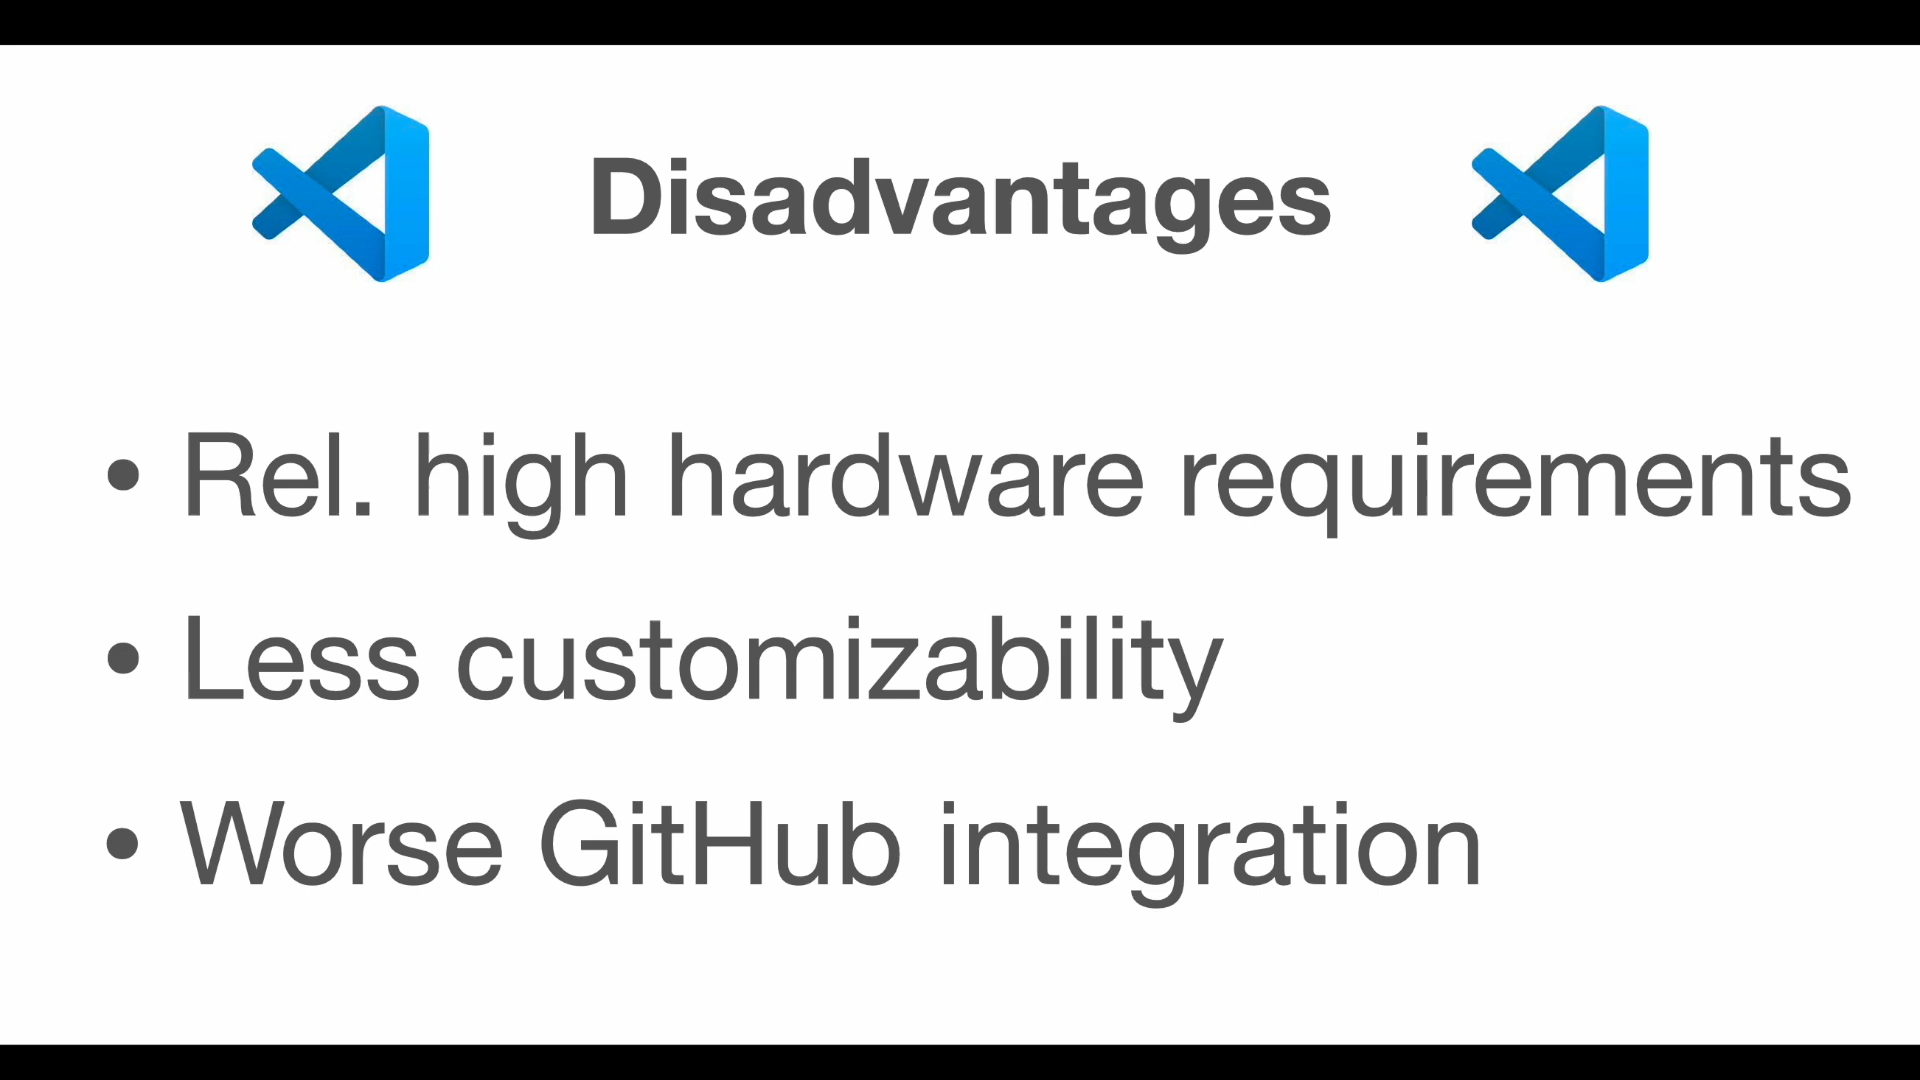 Disadvantages
• Rel. high hardware requirements
• Less customizability
• Worse GitHub integration